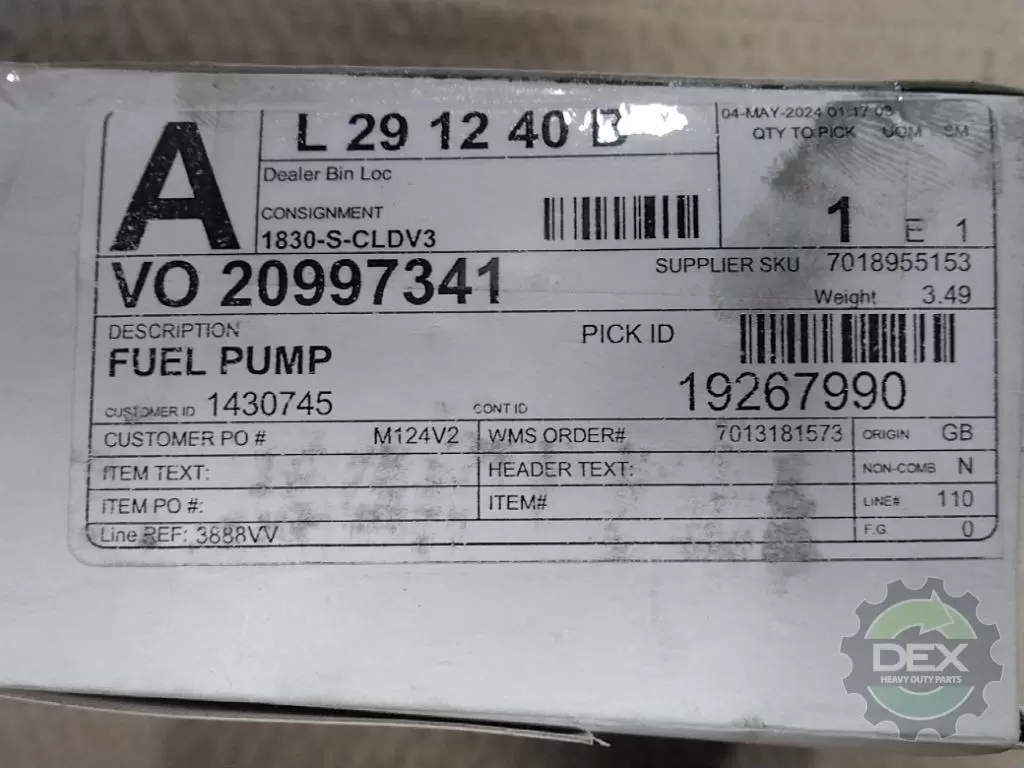 A
L 29 12 40 D
04-MAY-2024 01:17:03
QTY TO PICK UOM SM
Dealer Bin Loc
CONSIGNMENT
1830-S-CLDV3
1 E 1
VO 20997341
SUPPLIER SKU 7018955153
Weight 3.49
DESCRIPTION
FUEL PUMP
PICK ID
19267990
CUSTOMER ID 1430745
CONT ID
CUSTOMER PO # M124V2
WMS ORDER# 7013181573
ORIGIN GB
ITEM TEXT:
HEADER TEXT:
NON-COMB N
ITEM PO #:
ITEM#
LINE# 110
Line REF: 3888VV
F.G 0
DEX
HEAVY DUTY PARTS